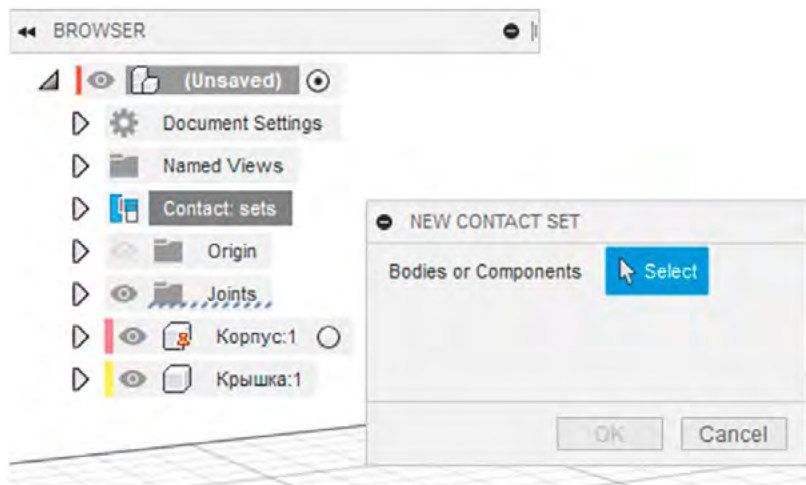 BROWSER
(Unsaved)
Document Settings
Named Views
Contact: sets
Origin
Joints
Корпус:1
Крышка:1
NEW CONTACT SET
Bodies or Components Select
OK Cancel